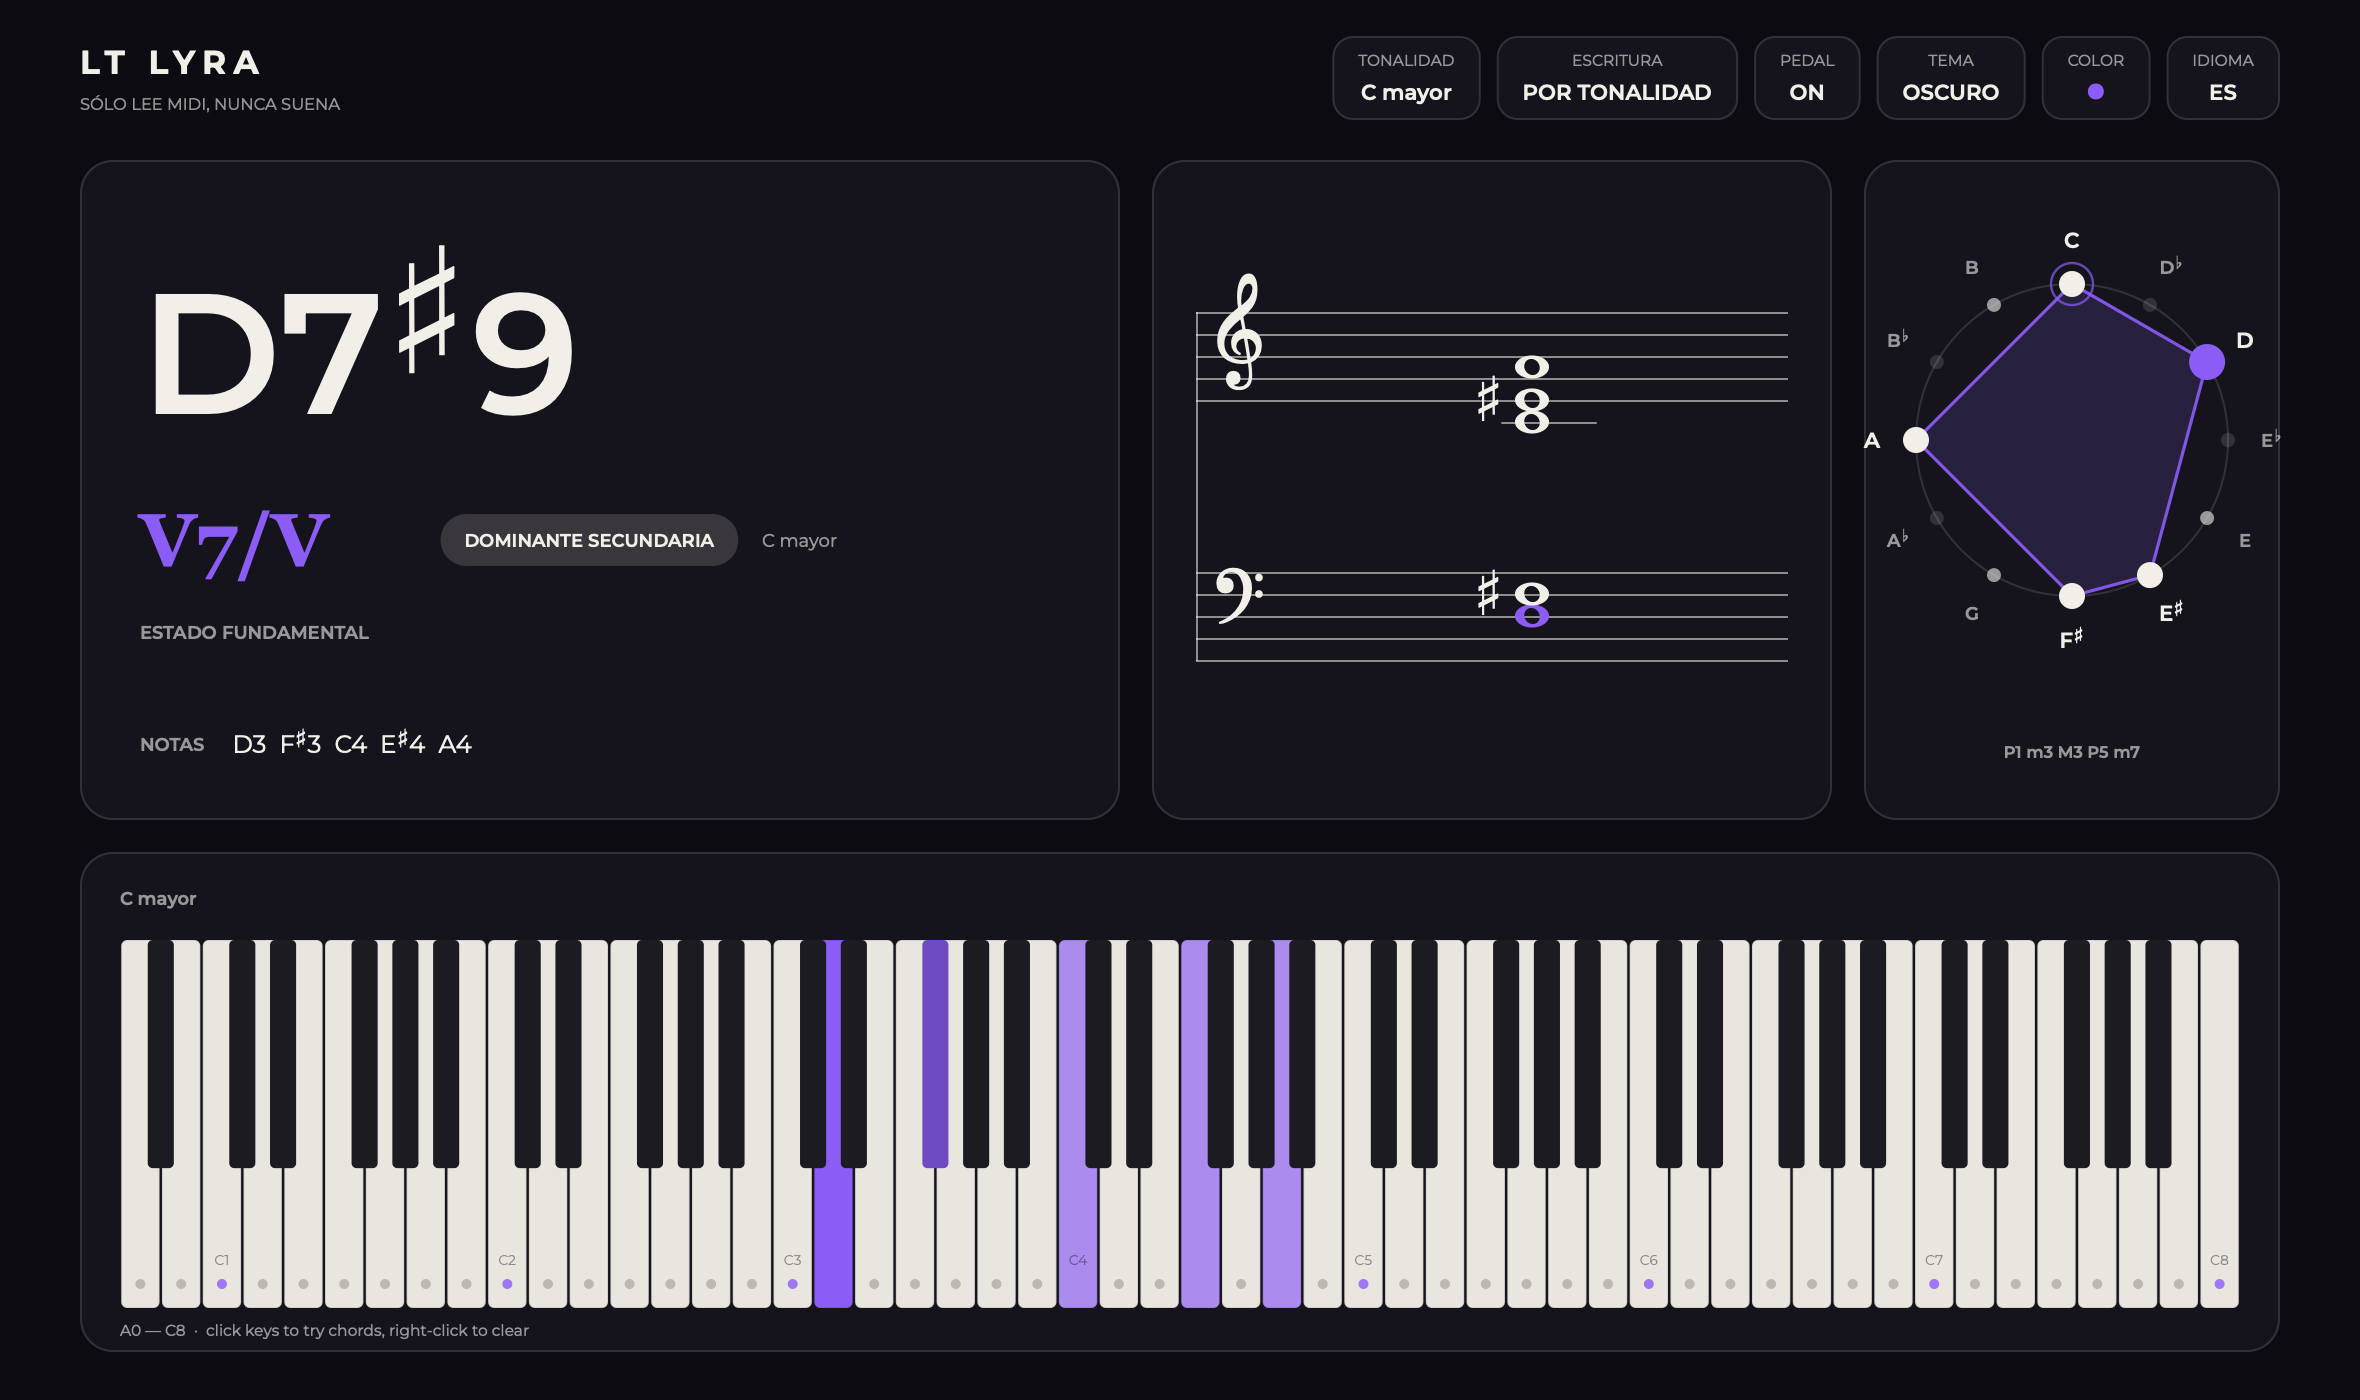 LT LYRA
SÓLO LEE MIDI, NUNCA SUENA
TONALIDAD
C mayor
ESCRITURA
POR TONALIDAD
PEDAL
ON
TEMA
OSCURO
COLOR
IDIOMA
ES
D7♯9
V7/V
DOMINANTE SECUNDARIA
C mayor
ESTADO FUNDAMENTAL
NOTAS D3 F♯3 C4 E♯4 A4
C
D♭
D
E♭
E
E♯
F♯
G
A♭
A
B♭
B
P1 m3 M3 P5 m7
C mayor
C1 C2 C3 C4 C5 C6 C7 C8
A0 — C8 · click keys to try chords, right-click to clear